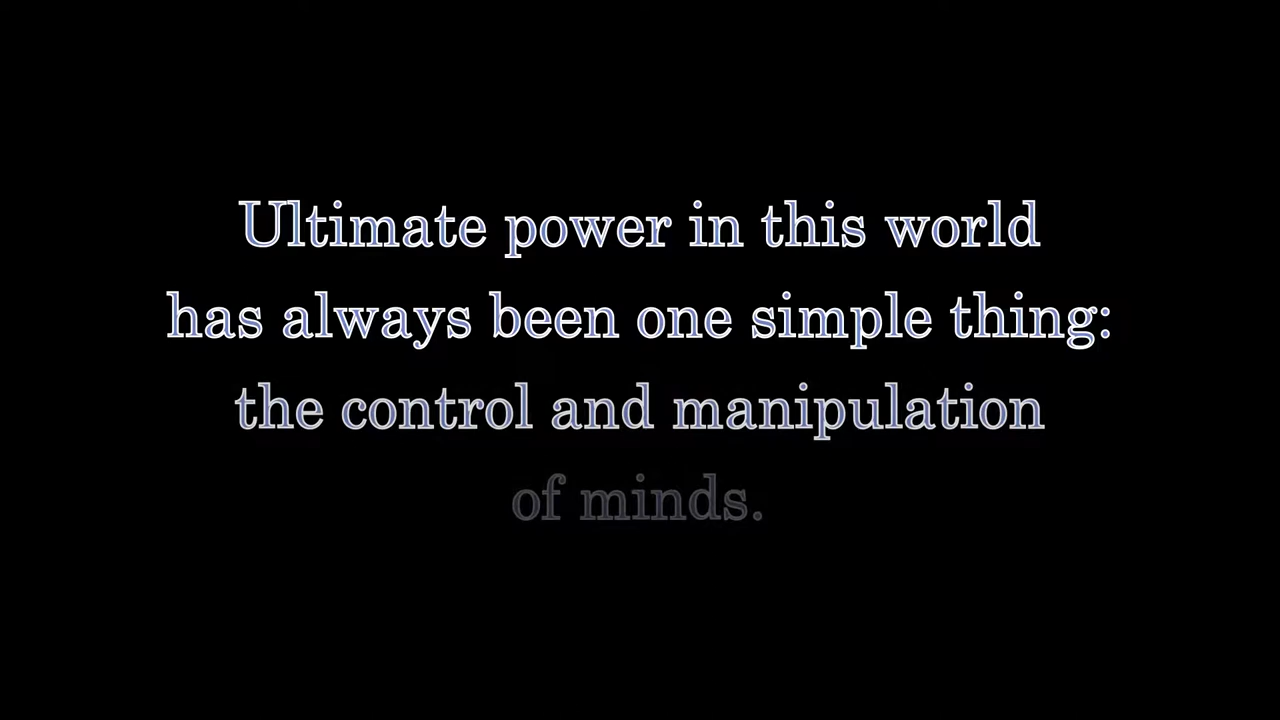 Ultimate power in this world
has always been one simple thing:
the control and manipulation
of minds.